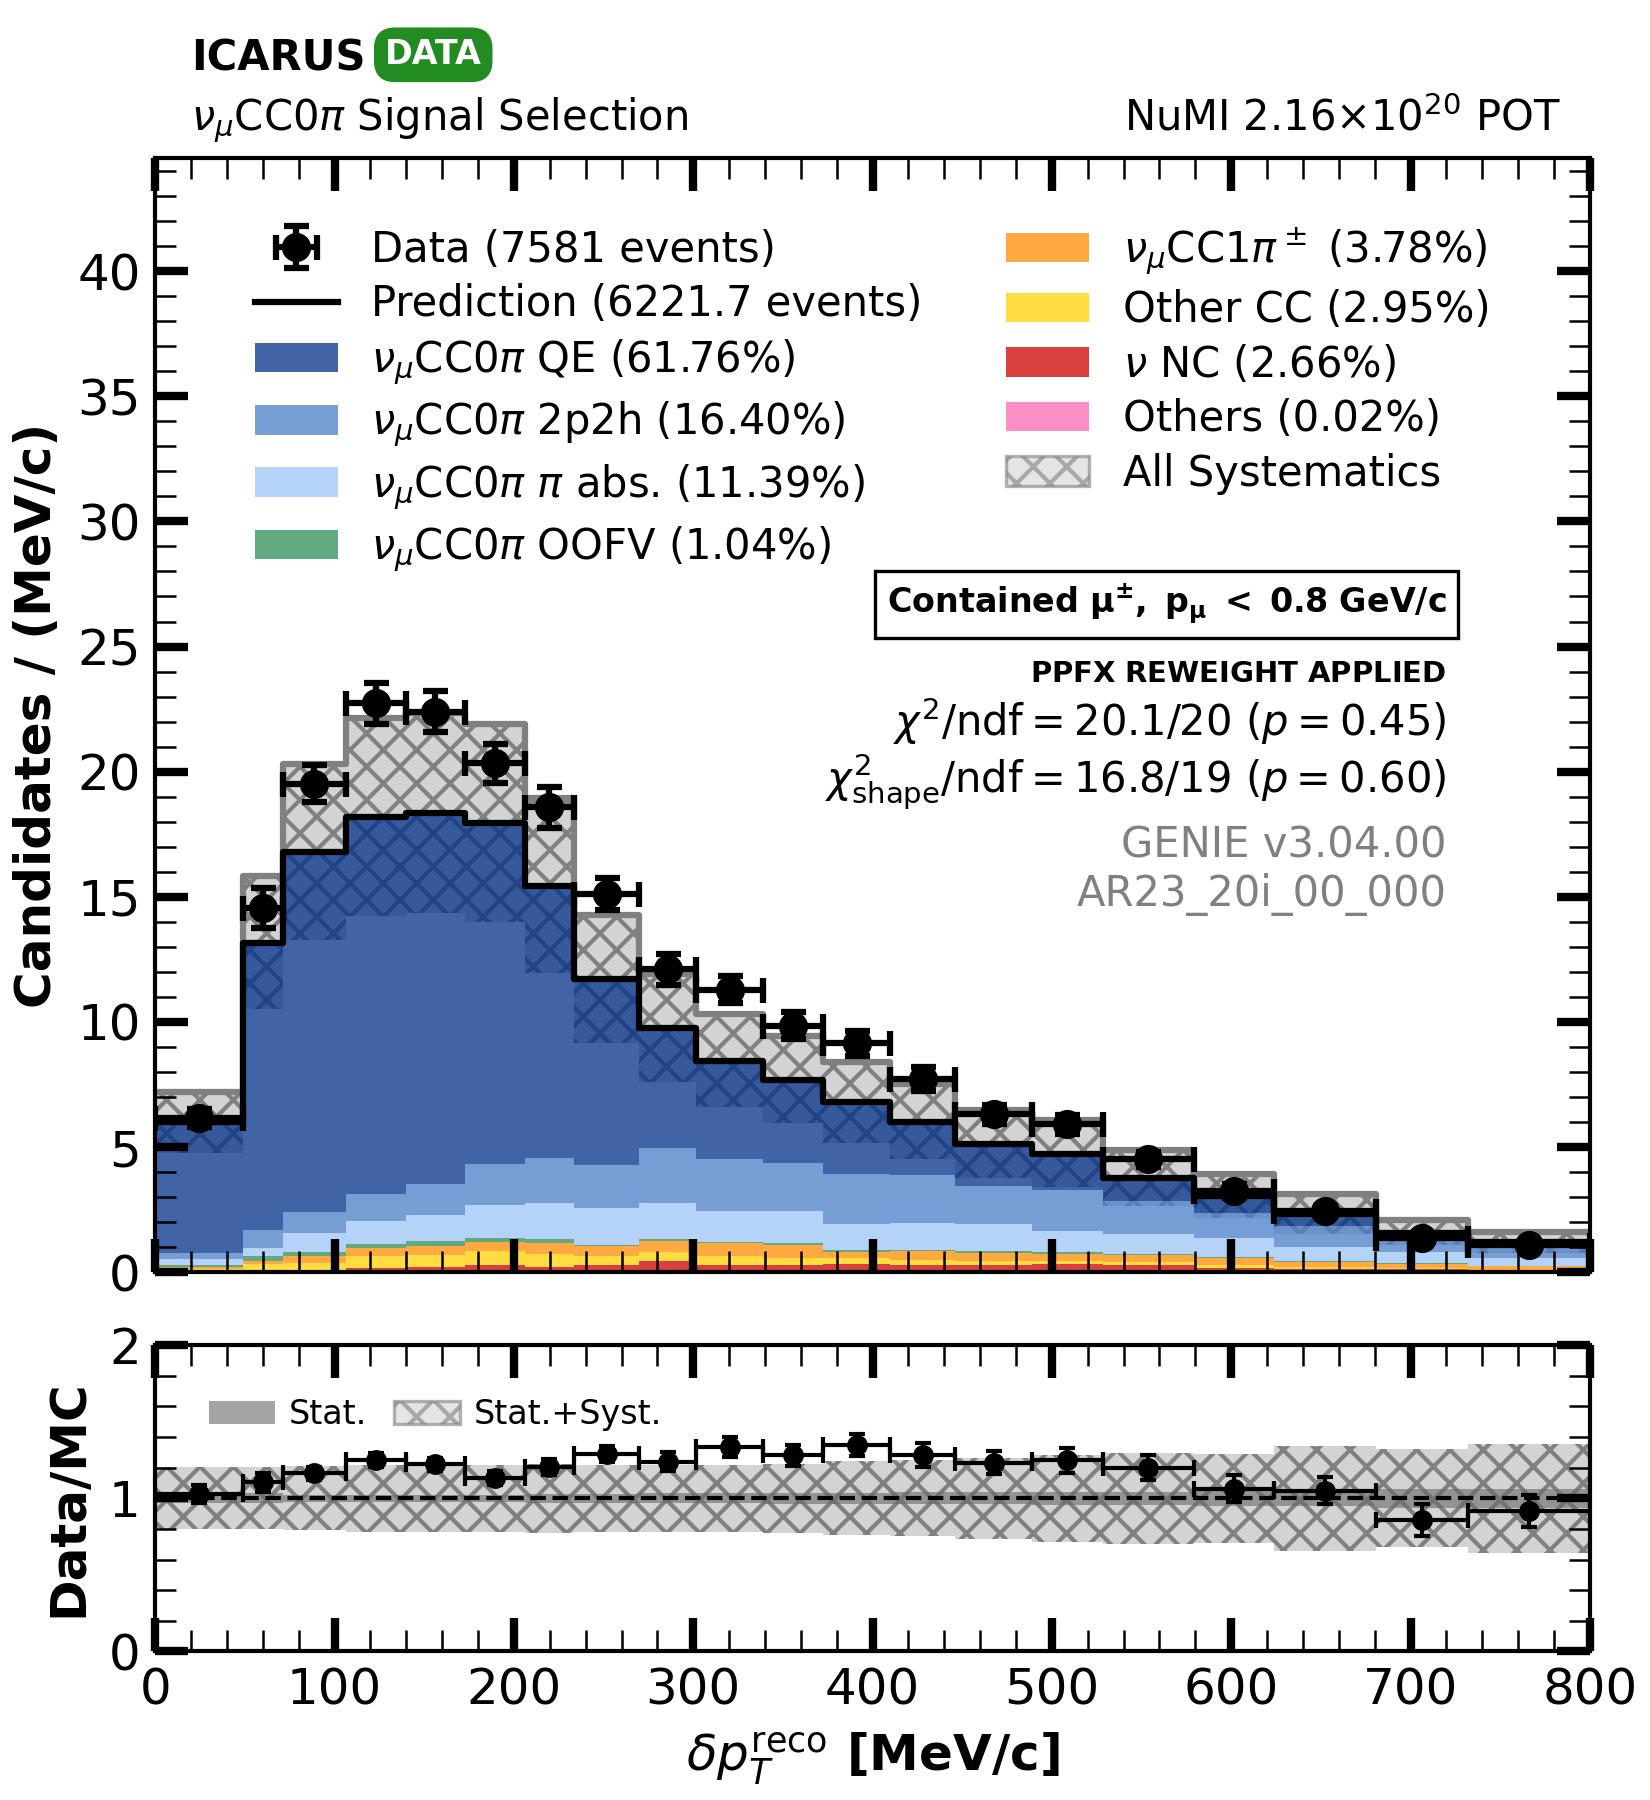 ICARUS DATA
νμCC0π Signal Selection
NuMI 2.16×10²⁰ POT
Data (7581 events)
Prediction (6221.7 events)
νμCC0π QE (61.76%)
νμCC0π 2p2h (16.40%)
νμCC0π π abs. (11.39%)
νμCC0π OOFV (1.04%)
νμCC1π± (3.78%)
Other CC (2.95%)
ν NC (2.66%)
Others (0.02%)
All Systematics
Contained μ±, pμ < 0.8 GeV/c
PPFX REWEIGHT APPLIED
χ²/ndf = 20.1/20 (p = 0.45)
χ²shape/ndf = 16.8/19 (p = 0.60)
GENIE v3.04.00
AR23_20i_00_000
Candidates / (MeV/c)
40
35
30
25
20
15
10
5
0
Data/MC
2
1
0
Stat.
Stat.+Syst.
0 100 200 300 400 500 600 700 800
δp_T^reco [MeV/c]